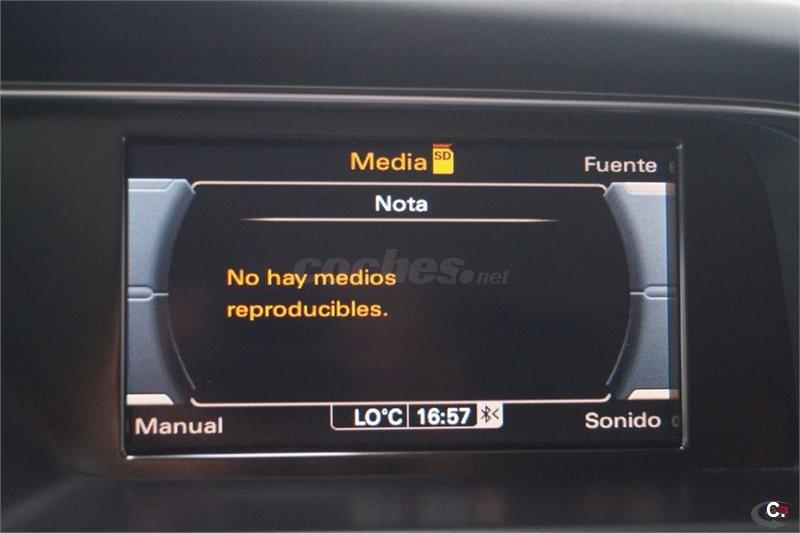 Media SD
Fuente
Nota
coches.net
No hay medios
reproducibles.
Manual
LO°C 16:57
Sonido
C.